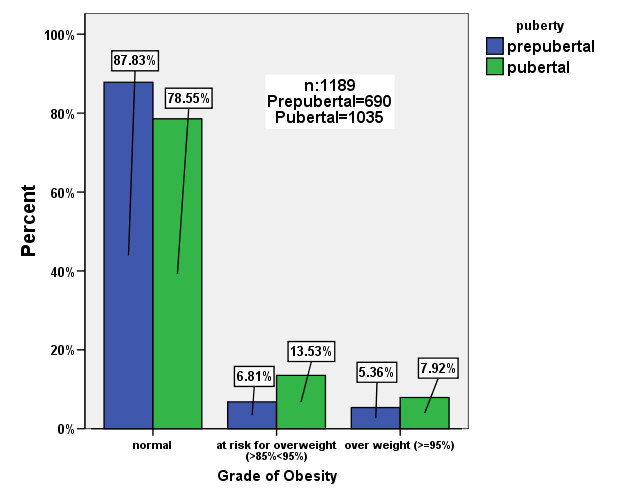 puberty
prepubertal
pubertal
100%
80%
60%
40%
20%
0%
Percent
87.83%
78.55%
n:1189
Prepubertal=690
Pubertal=1035
6.81%
13.53%
5.36%
7.92%
normal
at risk for overweight
(>85%<95%)
over weight (>=95%)
Grade of Obesity